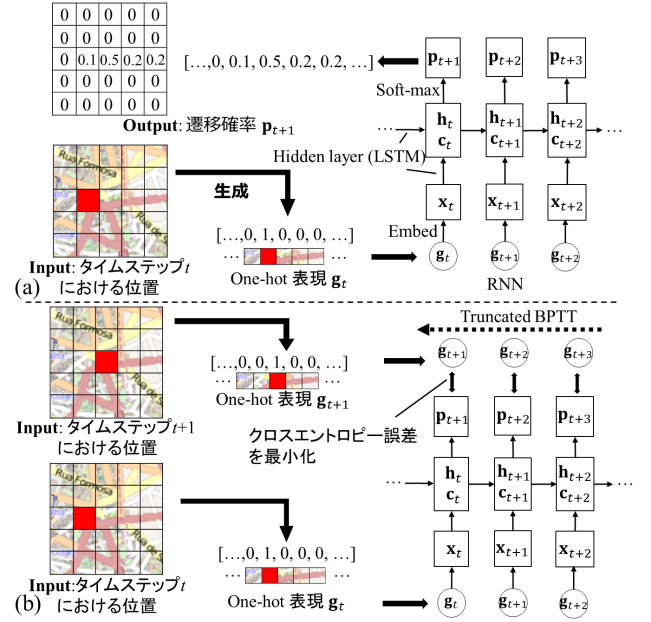 0 0 0 0 0
0 0 0 0 0
0 0.1 0.5 0.2 0.2
0 0 0 0 0
0 0 0 0 0
[…,0, 0.1, 0.5, 0.2, 0.2, …]
Output: 遷移確率 p_{t+1}
p_{t+1} p_{t+2} p_{t+3}
Soft-max
… h_t c_t h_{t+1} c_{t+1} h_{t+2} c_{t+2} …
Hidden layer (LSTM)
x_t x_{t+1} x_{t+2}
Embed
g_t g_{t+1} g_{t+2}
RNN
Rua Formosa
Rua de S
生成
[…,0, 1, 0, 0, 0, …]
… …
One-hot 表現 g_t
Input: タイムステップt
における位置
(a)
Truncated BPTT
Rua Formosa
Rua de S
[…,0, 0, 1, 0, 0, …]
… …
One-hot 表現 g_{t+1}
Input: タイムステップt+1
における位置
g_{t+1} g_{t+2} g_{t+3}
クロスエントロピー誤差
を最小化
p_{t+1} p_{t+2} p_{t+3}
… h_t c_t h_{t+1} c_{t+1} h_{t+2} c_{t+2} …
x_t x_{t+1} x_{t+2}
g_t g_{t+1} g_{t+2}
Rua Formosa
Rua de S
[…,0, 1, 0, 0, 0, …]
… …
One-hot 表現 g_t
Input:タイムステップt
における位置
(b)